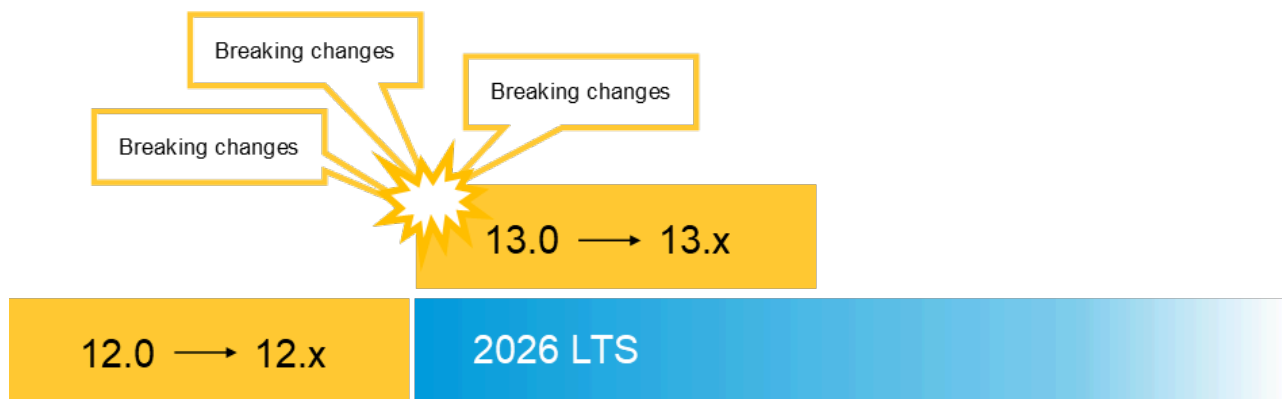 Breaking changes
Breaking changes
Breaking changes
13.0 → 13.x
12.0 → 12.x
2026 LTS